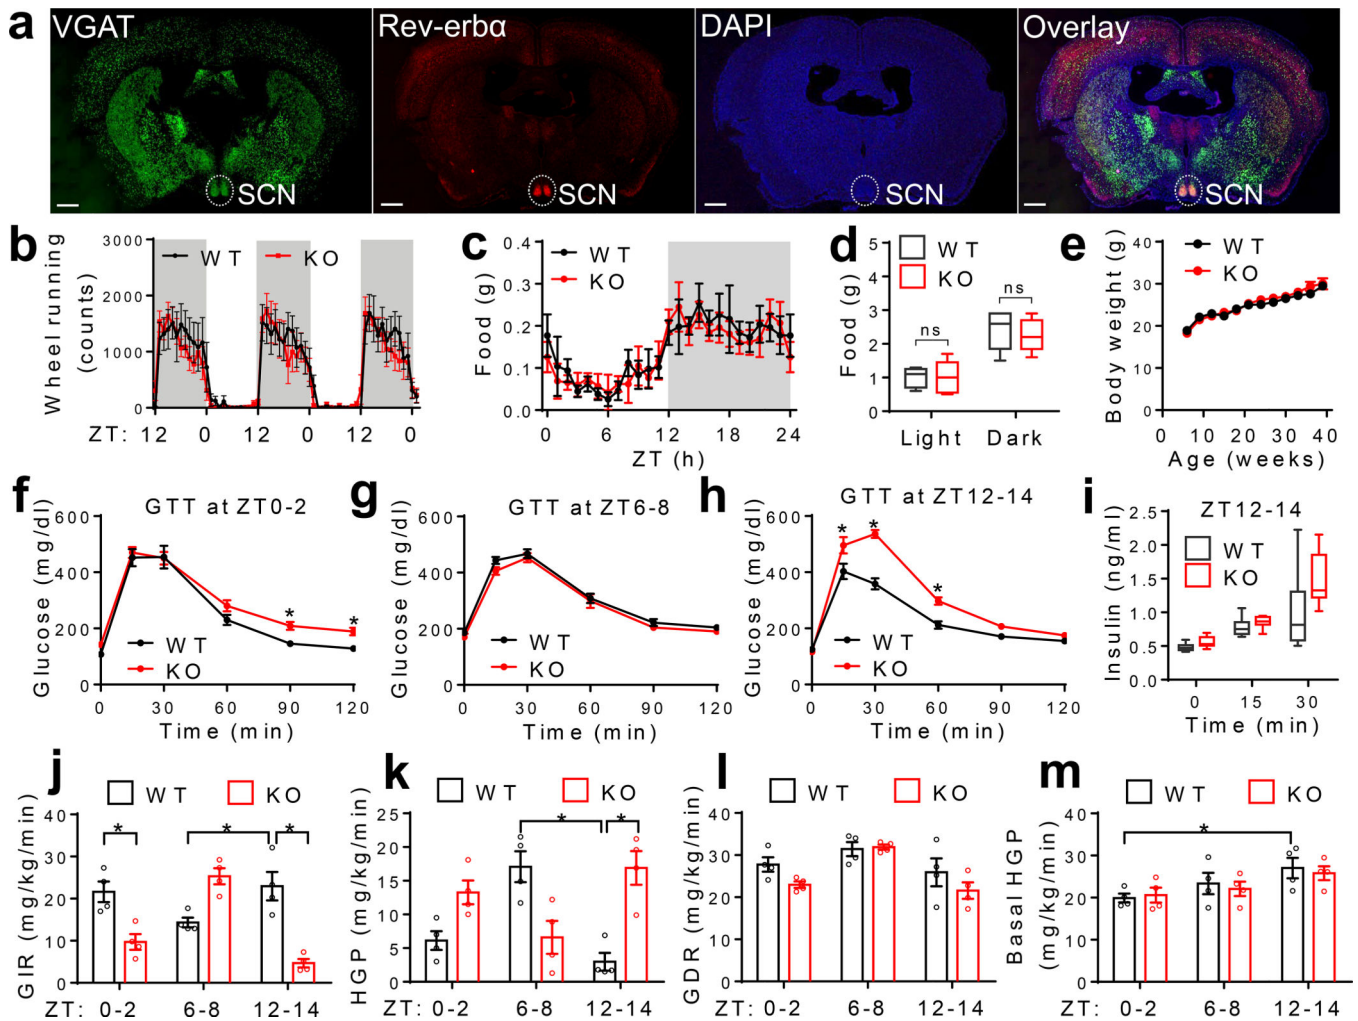 a
VGAT
Rev-erbα
DAPI
Overlay
SCN
SCN
SCN
SCN
b
Wheel running
(counts)
3000
2000
1000
0
WT
KO
ZT: 12 0 12 0 12 0
c
Food (g)
0.4
0.3
0.2
0.1
0.0
WT
KO
0 6 12 18 24
ZT (h)
d
Food (g)
5
4
3
2
1
0
WT
KO
ns
ns
Light Dark
e
Body weight (g)
40
30
20
10
0
WT
KO
0 10 20 30 40
Age (weeks)
f
GTT at ZT0-2
Glucose (mg/dl)
600
400
200
0
* *
WT
KO
0 30 60 90 120
Time (min)
g
GTT at ZT6-8
Glucose (mg/dl)
600
400
200
0
WT
KO
0 30 60 90 120
Time (min)
h
GTT at ZT12-14
Glucose (mg/dl)
600
400
200
0
* * *
WT
KO
0 30 60 90 120
Time (min)
i
ZT12-14
Insulin (ng/ml)
2.5
2.0
1.5
1.0
0.5
0.0
WT
KO
0 15 30
Time (min)
j
WT KO
GIR (mg/kg/min)
40
30
20
10
0
* * *
ZT: 0-2 6-8 12-14
k
WT KO
HGP (mg/kg/min)
25
20
15
10
5
0
* *
ZT: 0-2 6-8 12-14
l
WT KO
GDR (mg/kg/min)
40
30
20
10
0
ZT: 0-2 6-8 12-14
m
WT KO
Basal HGP
(mg/kg/min)
40
30
20
10
0
*
ZT: 0-2 6-8 12-14